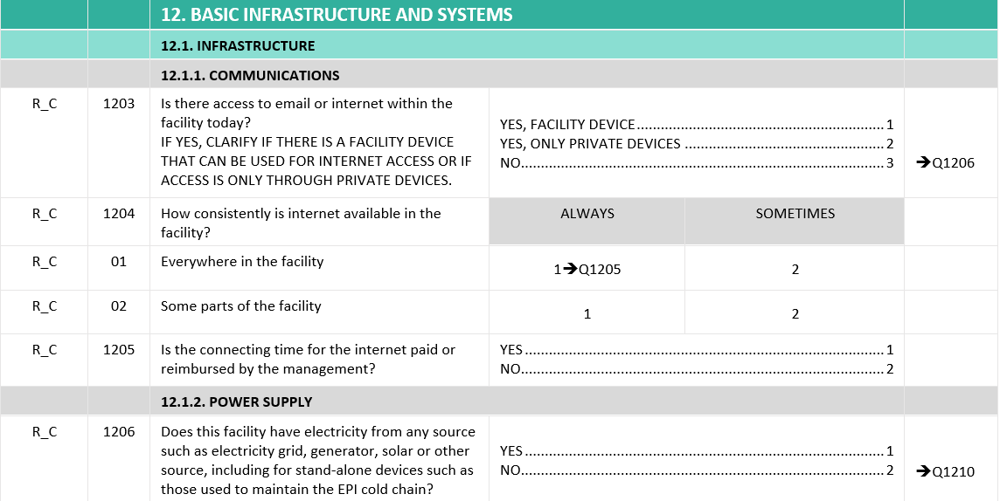 12. BASIC INFRASTRUCTURE AND SYSTEMS
12.1. INFRASTRUCTURE
12.1.1. COMMUNICATIONS
R_C 1203 Is there access to email or internet within the
facility today?
IF YES, CLARIFY IF THERE IS A FACILITY DEVICE
THAT CAN BE USED FOR INTERNET ACCESS OR IF
ACCESS IS ONLY THROUGH PRIVATE DEVICES.
YES, FACILITY DEVICE.......................................................... 1
YES, ONLY PRIVATE DEVICES ............................................... 2
NO..................................................................................... 3 ➔Q1206
R_C 1204 How consistently is internet available in the
facility?
ALWAYS SOMETIMES
R_C 01 Everywhere in the facility 1➔Q1205 2
R_C 02 Some parts of the facility 1 2
R_C 1205 Is the connecting time for the internet paid or
reimbursed by the management?
YES .................................................................................... 1
NO..................................................................................... 2
12.1.2. POWER SUPPLY
R_C 1206 Does this facility have electricity from any source
such as electricity grid, generator, solar or other
source, including for stand-alone devices such as
those used to maintain the EPI cold chain?
YES .................................................................................... 1
NO..................................................................................... 2 ➔Q1210